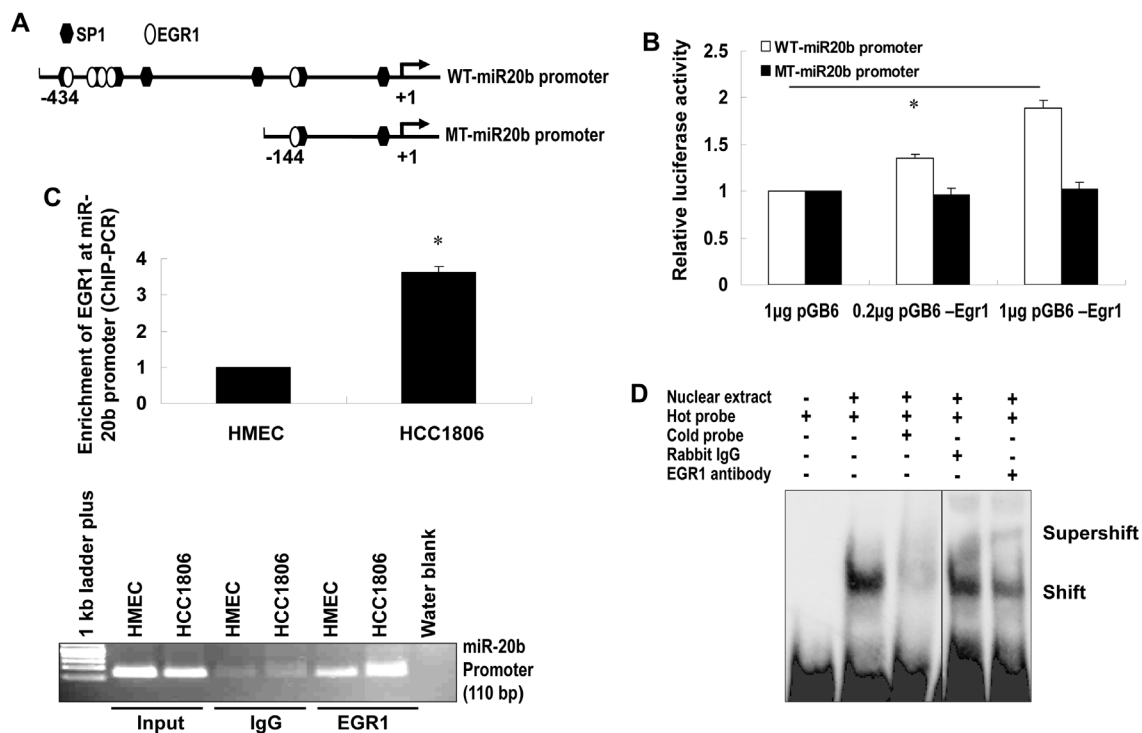 A
SP1 EGR1
WT-miR20b promoter
-434 +1
MT-miR20b promoter
-144 +1
B
Relative luciferase activity
2.5
2
1.5
1
0.5
0
WT-miR20b promoter
MT-miR20b promoter
*
1µg pGB6 0.2µg pGB6 –Egr1 1µg pGB6 –Egr1
C
Enrichment of EGR1 at miR-
20b promoter (ChIP-PCR)
4
3
2
1
0
*
HMEC HCC1806
1 kb ladder plus
HMEC
HCC1806
HMEC
HCC1806
HMEC
HCC1806
Water blank
miR-20b
Promoter
(110 bp)
Input IgG EGR1
D
Nuclear extract - + + + +
Hot probe + + + + +
Cold probe - - + - -
Rabbit IgG - - - + -
EGR1 antibody - - - - +
Supershift
Shift